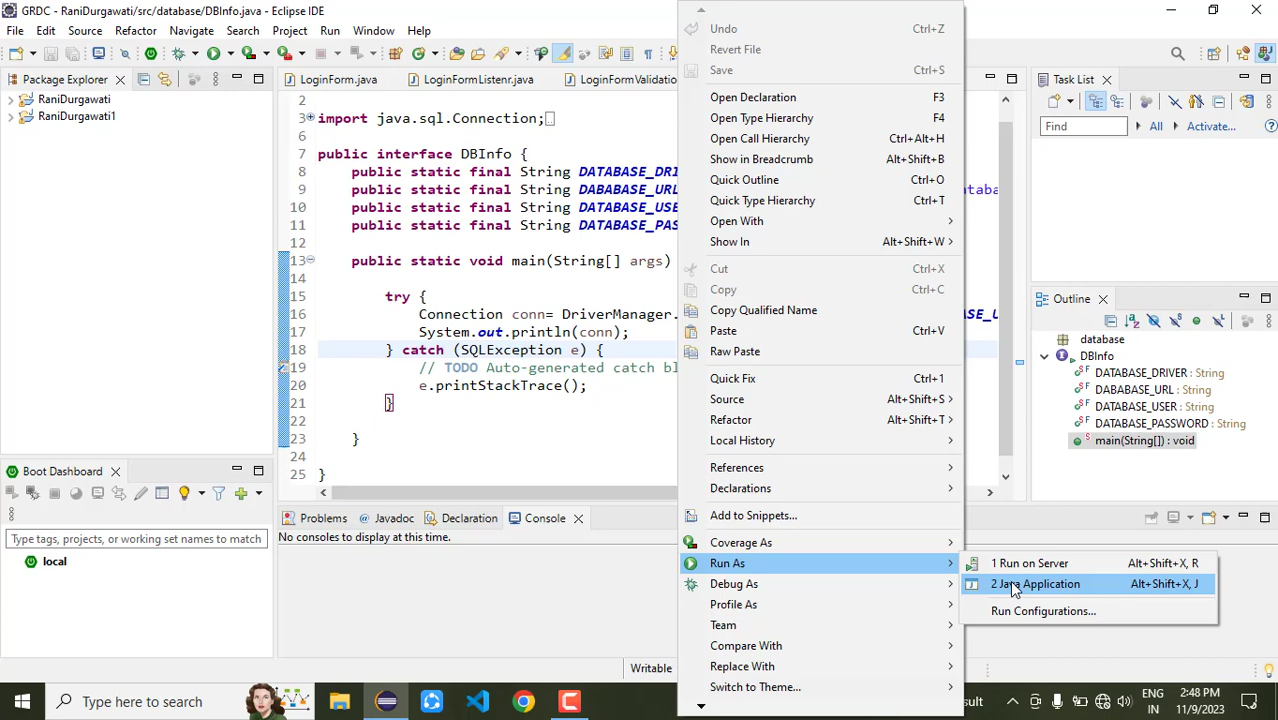 GRDC - RaniDurgawati/src/database/DBInfo.java - Eclipse IDE
File Edit Source Refactor Navigate Search Project Run Window Help
Package Explorer
RaniDurgawati
RaniDurgawati1
Boot Dashboard
Type tags, projects, or working set names to match
local
LoginForm.java LoginFormListenr.java LoginFormValidatio
2
3 import java.sql.Connection;
6
7 public interface DBInfo {
8 public static final String DATABASE_DRI
9 public static final String DABABASE_URL
10 public static final String DATABASE_USE
11 public static final String DATABASE_PAS
12
13 public static void main(String[] args)
14
15 try {
16 Connection conn= DriverManager.
17 System.out.println(conn);
18 } catch (SQLException e) {
19 // TODO Auto-generated catch bl
20 e.printStackTrace();
21 }
22
23 }
24
25 }
Problems Javadoc Declaration Console
No consoles to display at this time.
Writable
Undo Ctrl+Z
Revert File
Save Ctrl+S
Open Declaration F3
Open Type Hierarchy F4
Open Call Hierarchy Ctrl+Alt+H
Show in Breadcrumb Alt+Shift+B
Quick Outline Ctrl+O
Quick Type Hierarchy Ctrl+T
Open With
Show In Alt+Shift+W
Cut Ctrl+X
Copy Ctrl+C
Copy Qualified Name
Paste Ctrl+V
Raw Paste
Quick Fix Ctrl+1
Source Alt+Shift+S
Refactor Alt+Shift+T
Local History
References
Declarations
Add to Snippets...
Coverage As
Run As
Debug As
Profile As
Team
Compare With
Replace With
Switch to Theme...
1 Run on Server Alt+Shift+X, R
2 Java Application Alt+Shift+X, J
Run Configurations...
Task List
Find All Activate...
Outline
database
DBInfo
DATABASE_DRIVER : String
DABABASE_URL : String
DATABASE_USER : String
DATABASE_PASSWORD : String
main(String[]) : void
Type here to search
ENG
IN
2:48 PM
11/9/2023